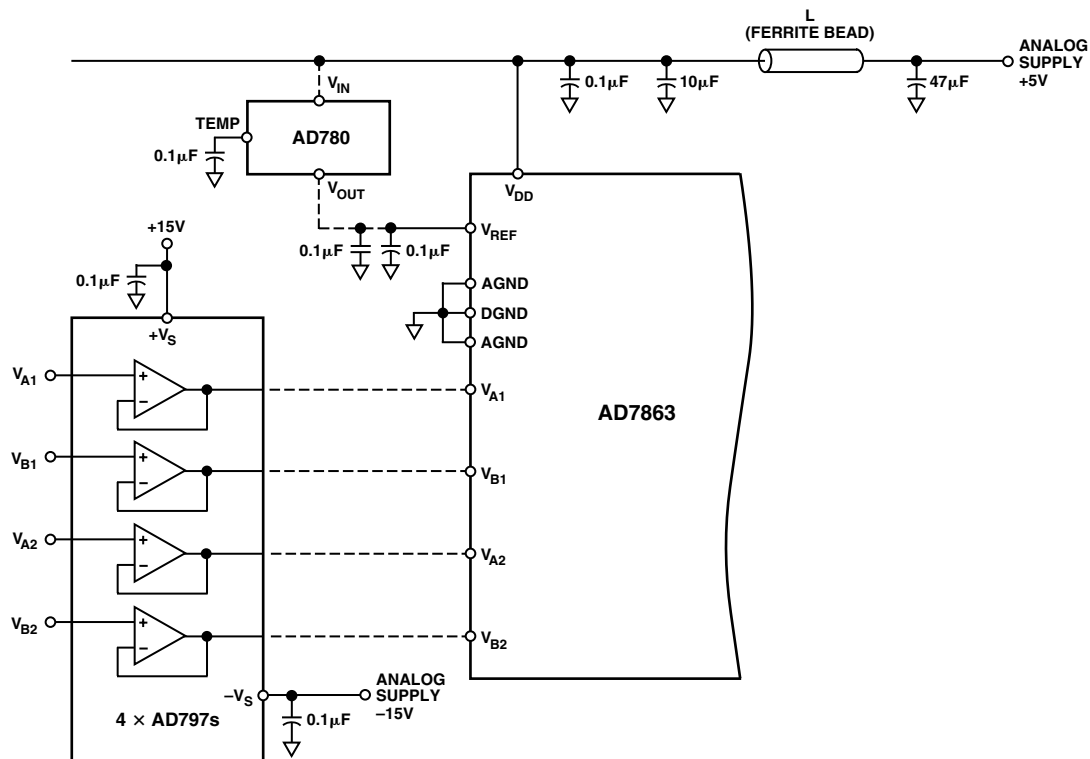 L
(FERRITE BEAD)
ANALOG
SUPPLY
+5V
0.1µF
10µF
47µF
VIN
TEMP
AD780
0.1µF
VOUT
VDD
+15V
0.1µF
0.1µF
VREF
0.1µF
AGND
DGND
AGND
+VS
VA1
+
–
VA1
AD7863
VB1
+
–
VB1
VA2
+
–
VA2
VB2
+
–
VB2
–VS
ANALOG
SUPPLY
–15V
0.1µF
4 × AD797s